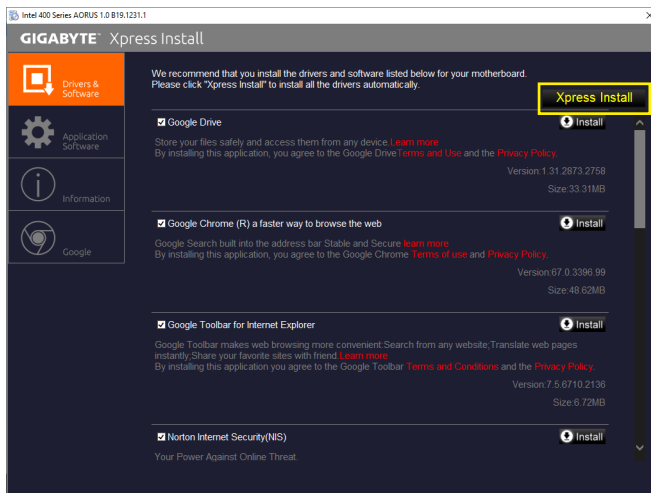 Intel 400 Series AORUS 1.0 B19.1231.1
GIGABYTE™ Xpress Install
Drivers &
Software
Application
Software
Information
Google
We recommend that you install the drivers and software listed below for your motherboard.
Please click "Xpress Install" to install all the drivers automatically.
Xpress Install
Google Drive
Install
Store your files safely and access them from any device.Learn more
By installing this application, you agree to the Google DriveTerms and Use and the Privacy Policy.
Version:1.31.2873.2758
Size:33.31MB
Google Chrome (R) a faster way to browse the web
Install
Google Search built into the address bar Stable and Secure learn more
By installing this application, you agree to the Google Chrome Terms of use and Privacy Policy.
Version:67.0.3396.99
Size:48.62MB
Google Toolbar for Internet Explorer
Install
Google Toolbar makes web browsing more convenient:Search from any website;Translate web pages
instantly;Share your favorite sites with friend.Learn more
By installing this application you agree to the Google Toolbar Terms and Conditions and the Privacy Policy.
Version:7.5.6710.2136
Size:6.72MB
Norton Internet Security(NIS)
Install
Your Power Against Online Threat.